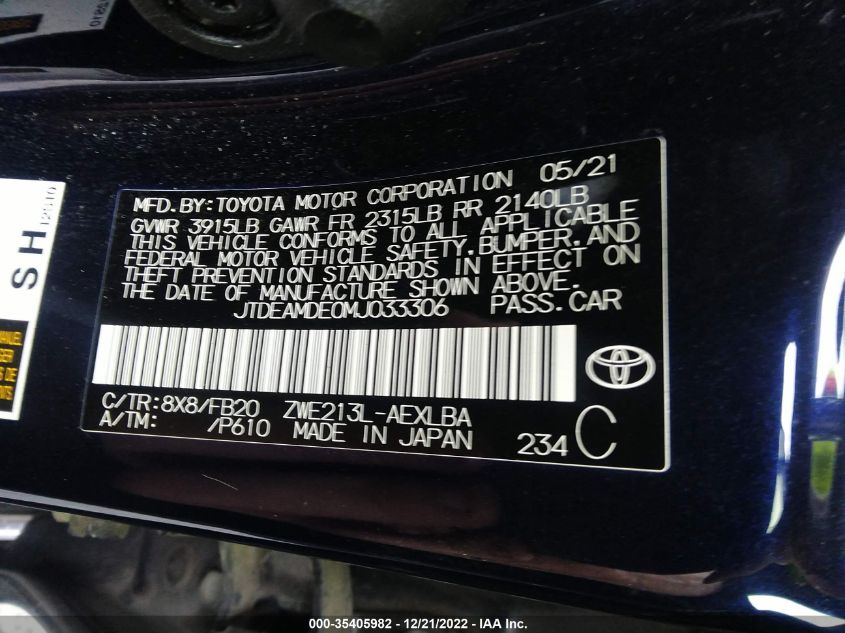 MFD.BY:TOYOTA MOTOR CORPORATION 05/21
GVWR 3915LB GAWR FR 2315LB RR 2140LB
THIS VEHICLE CONFORMS TO ALL APPLICABLE
FEDERAL MOTOR VEHICLE SAFETY,BUMPER,AND
THEFT PREVENTION STANDARDS IN EFFECT ON
THE DATE OF MANUFACTURE SHOWN ABOVE.
JTDEAMDE0MJ033306 PASS.CAR
C/TR:8X8/FB20 ZWE213L-AEXLBA
A/TM: /P610 MADE IN JAPAN 234 C
SH
12510
000-35405982 - 12/21/2022 - IAA Inc.